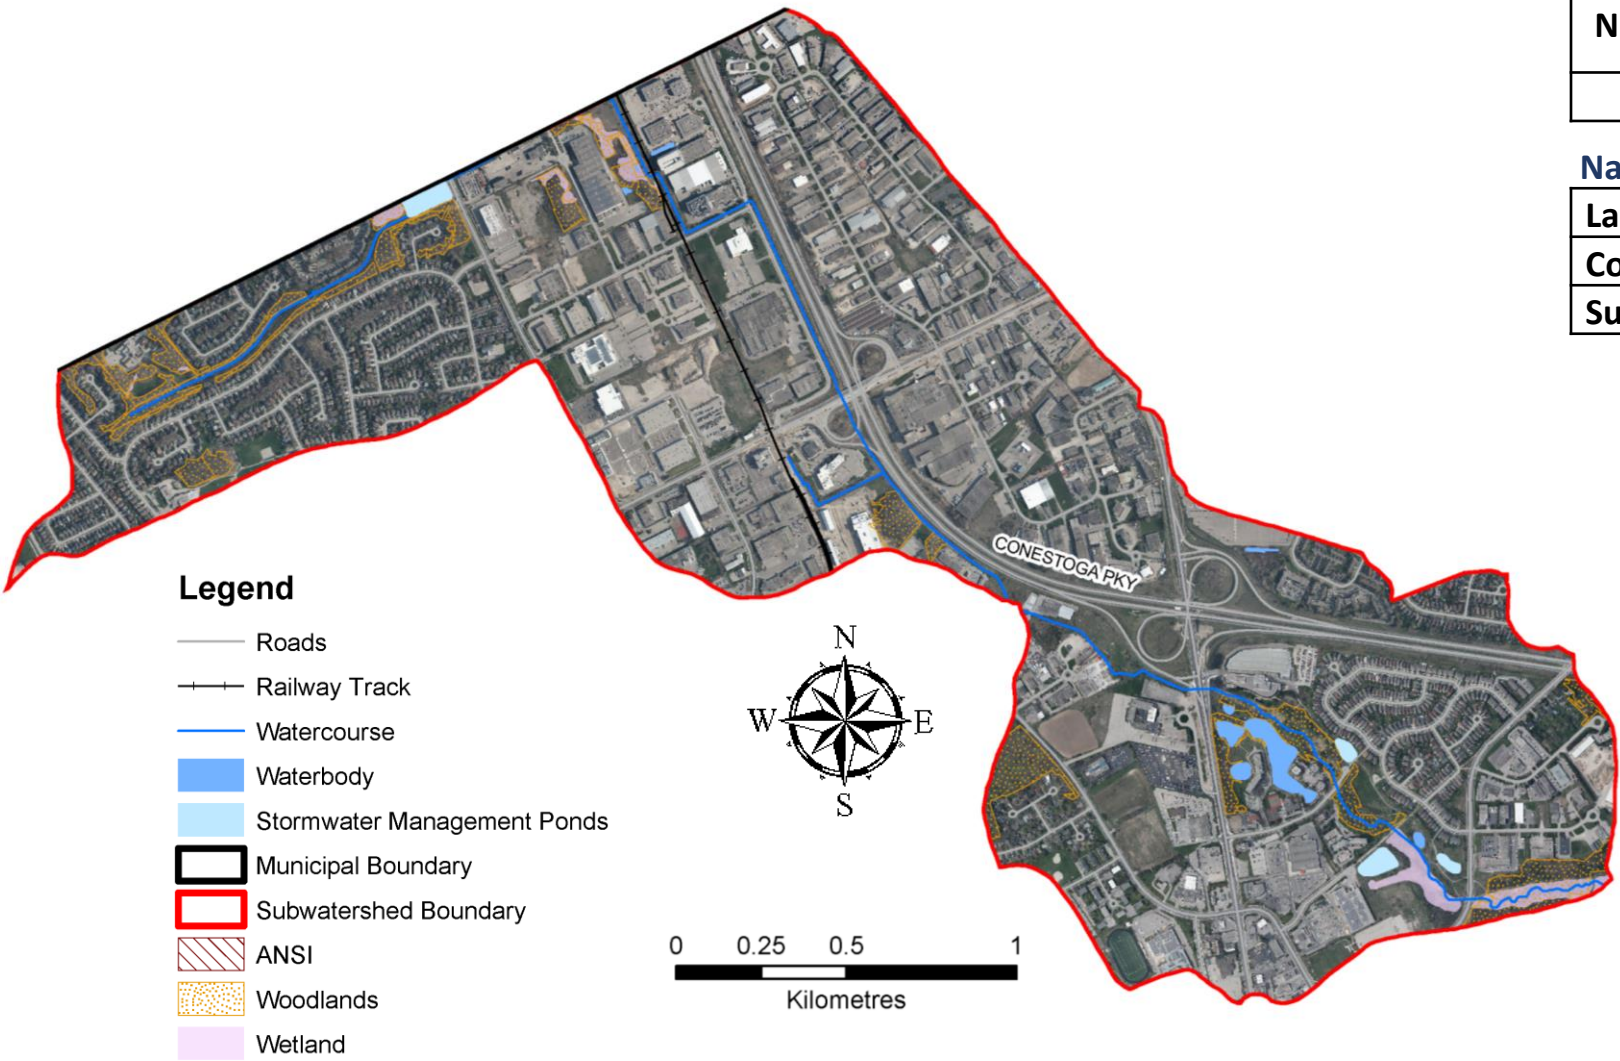 N
Na
La
Co
Su
CONESTOGA PKY
Legend
Roads
Railway Track
Watercourse
Waterbody
Stormwater Management Ponds
Municipal Boundary
Subwatershed Boundary
ANSI
Woodlands
Wetland
N
W E
S
0 0.25 0.5 1
Kilometres